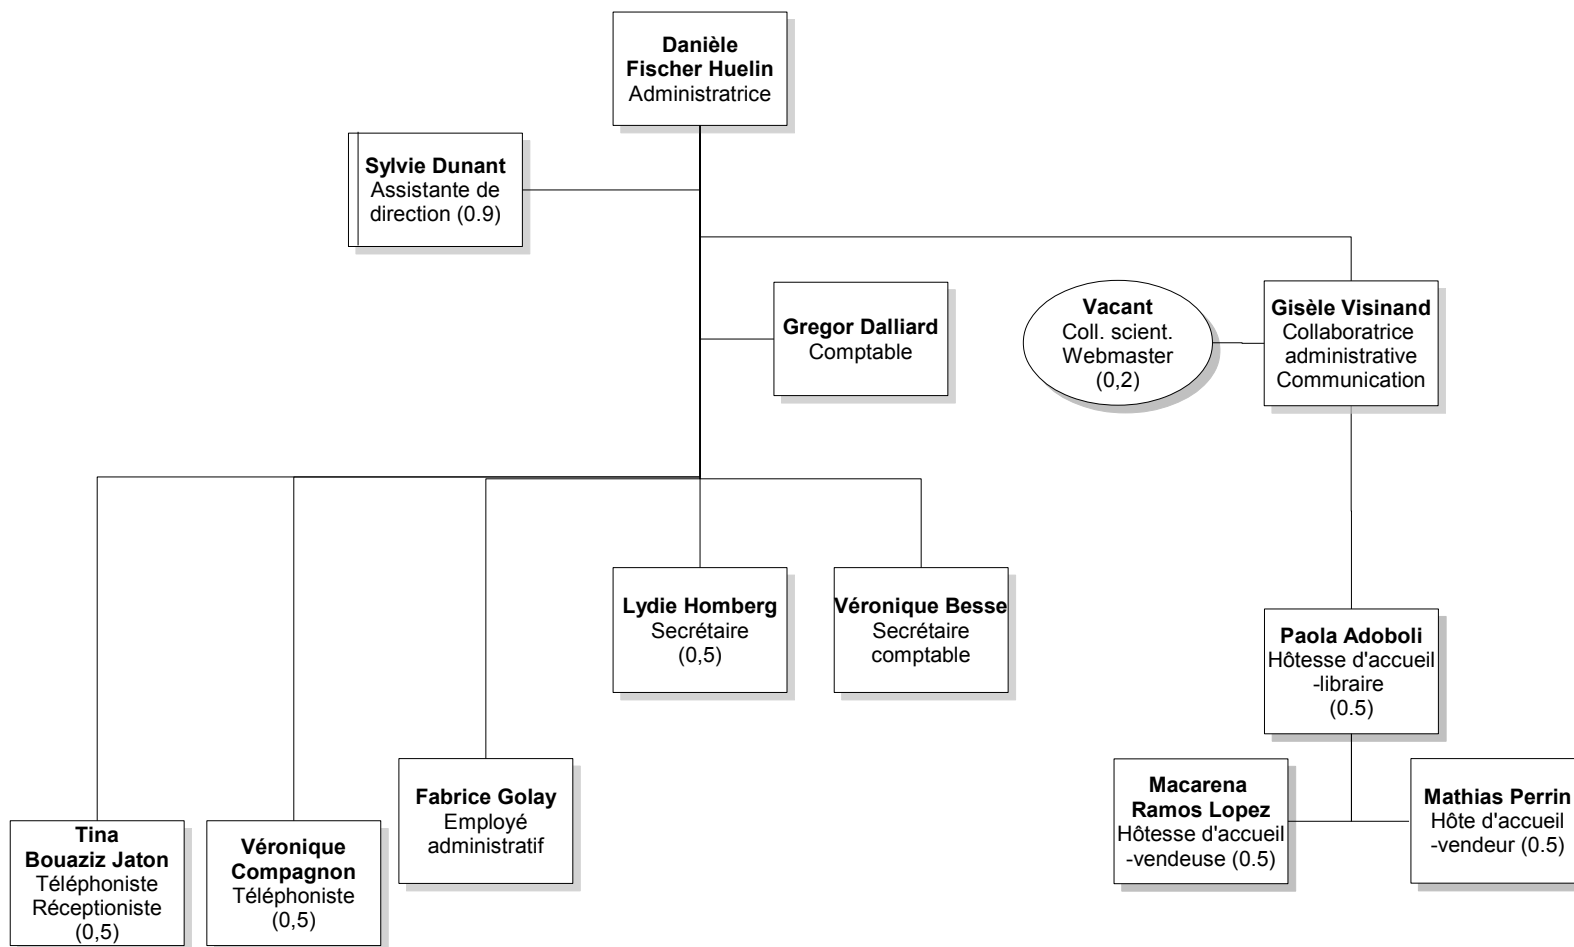 Danièle
Fischer Huelin
Administratrice
Sylvie Dunant
Assistante de
direction (0.9)
Gregor Dalliard
Comptable
Vacant
Coll. scient.
Webmaster
(0,2)
Gisèle Visinand
Collaboratrice
administrative
Communication
Lydie Homberg
Secrétaire
(0,5)
Véronique Besse
Secrétaire
comptable
Paola Adoboli
Hôtesse d'accueil
-libraire
(0.5)
Tina
Bouaziz Jaton
Téléphoniste
Réceptioniste
(0,5)
Véronique
Compagnon
Téléphoniste
(0,5)
Fabrice Golay
Employé
administratif
Macarena
Ramos Lopez
Hôtesse d'accueil
-vendeuse (0.5)
Mathias Perrin
Hôte d'accueil
-vendeur (0.5)